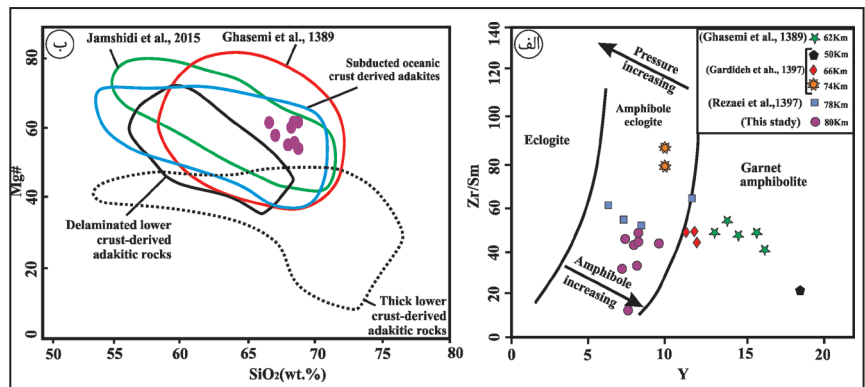 ب
Jamshidi et al., 2015
Ghasemi et al., 1389
Subducted oceanic
crust derived adakites
Delaminated lower
crust-derived
adakitic rocks
Thick lower
crust-derived
adakitic rocks
Mg#
80
60
40
20
0
50
55
60
65
70
75
80
SiO2(wt.%)
الف
Pressure
increasing
Amphibole
eclogite
Eclogite
Garnet
amphibolite
Amphibole
increasing
(Ghasemi et al., 1389)
62Km
50Km
(Gardideh et ah., 1397)
66Km
74Km
(Rezaei et al.,1397)
78Km
(This study)
80Km
Zr/Sm
140
120
100
80
60
40
20
0
0
5
10
15
20
Y